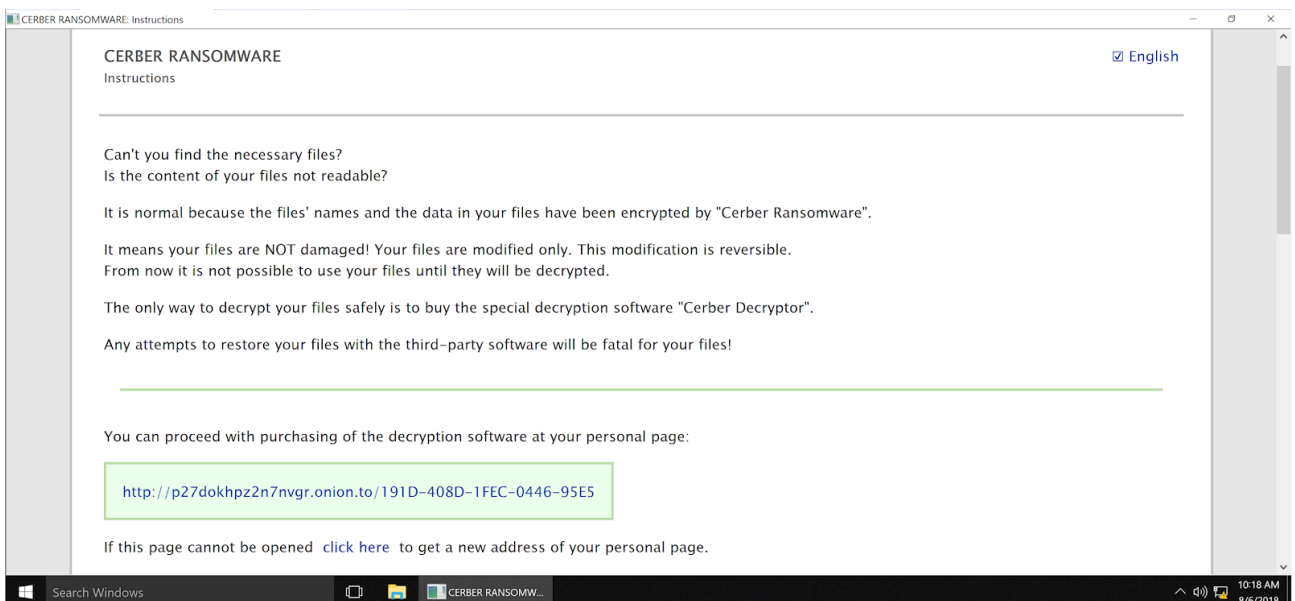 CERBER RANSOMWARE: Instructions
CERBER RANSOMWARE
English
Instructions
Can't you find the necessary files?
Is the content of your files not readable?
It is normal because the files' names and the data in your files have been encrypted by "Cerber Ransomware".
It means your files are NOT damaged! Your files are modified only. This modification is reversible.
From now it is not possible to use your files until they will be decrypted.
The only way to decrypt your files safely is to buy the special decryption software "Cerber Decryptor".
Any attempts to restore your files with the third-party software will be fatal for your files!
You can proceed with purchasing of the decryption software at your personal page:
http://p27dokhpz2n7nvgr.onion.to/191D-408D-1FEC-0446-95E5
If this page cannot be opened click here to get a new address of your personal page.
Search Windows
CERBER RANSOMW...
10:18 AM
8/6/2018